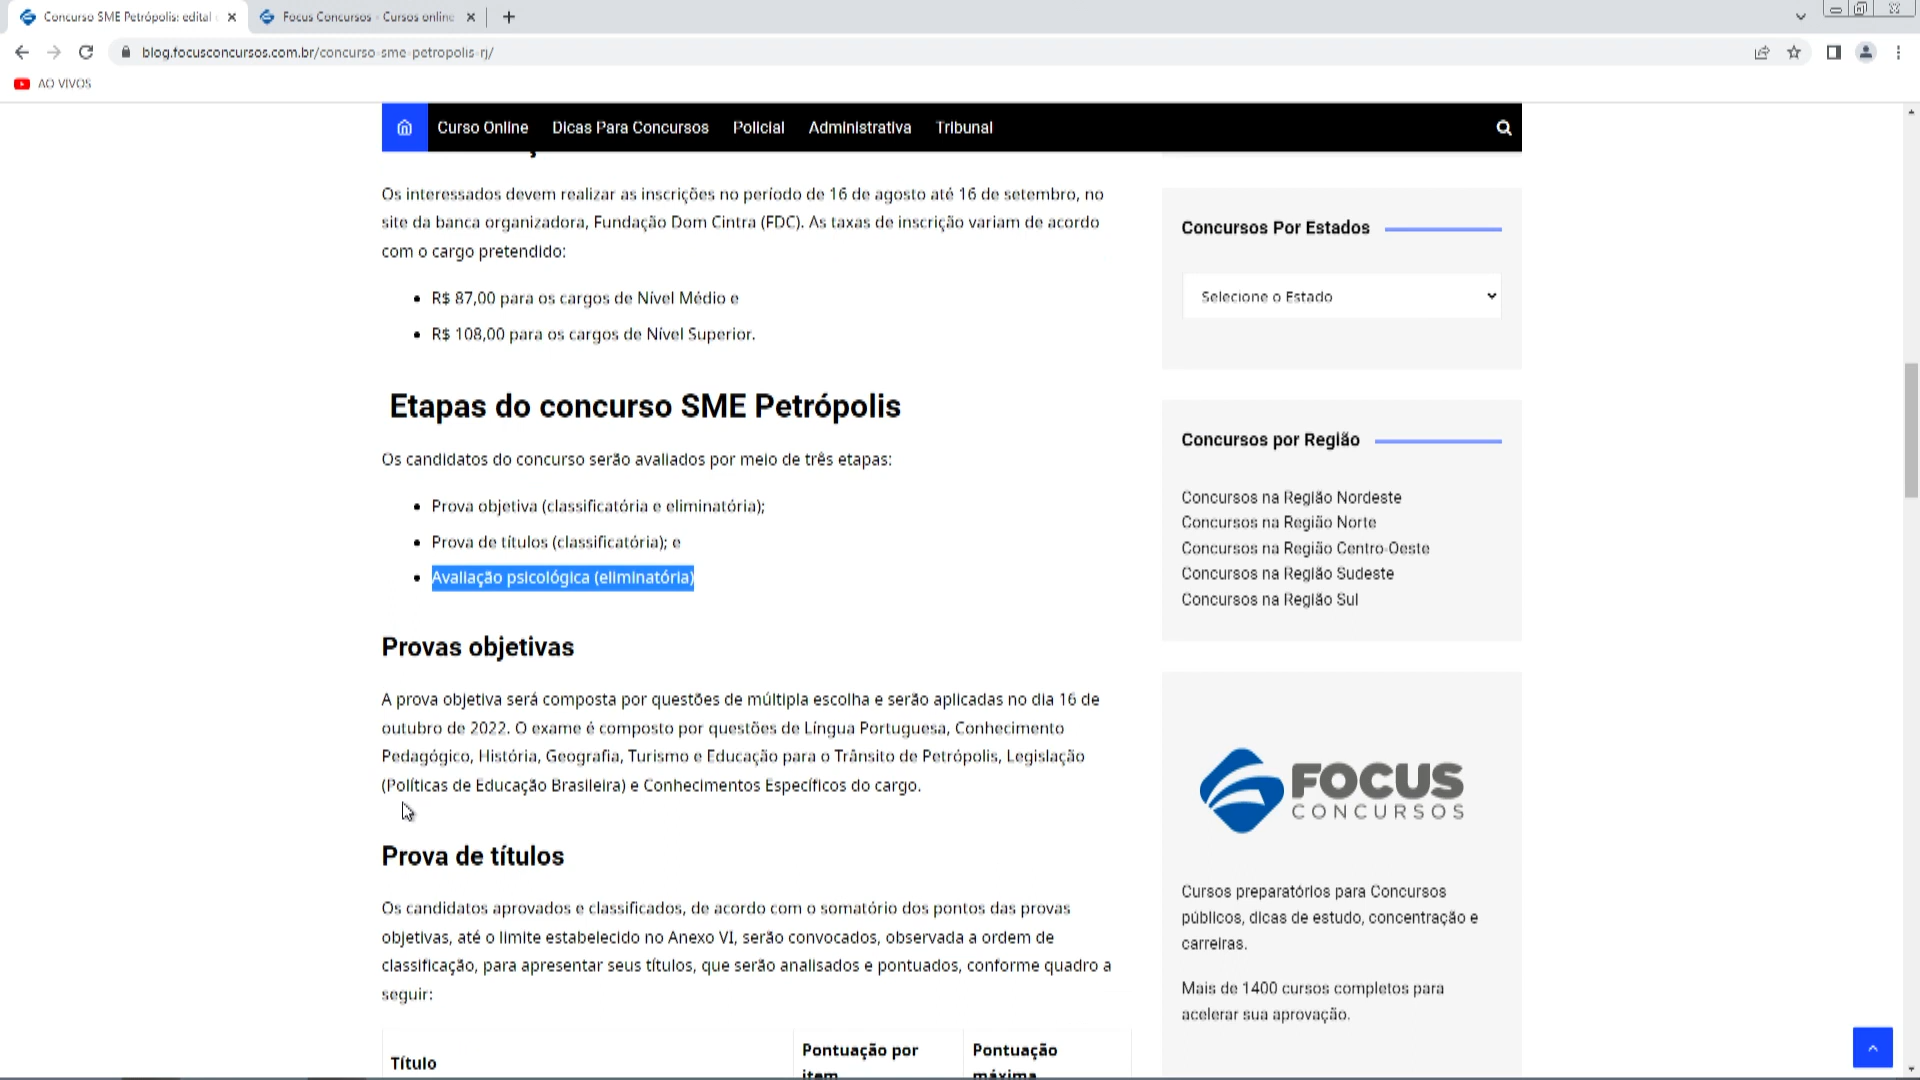 Concurso SME Petrópolis: edital
Focus Concursos - Cursos online
blog.focusconcursos.com.br/concurso-sme-petropolis-rj/
AO VIVOS
Curso Online Dicas Para Concursos Policial Administrativa Tribunal
Os interessados devem realizar as inscrições no período de 16 de agosto até 16 de setembro, no
site da banca organizadora, Fundação Dom Cintra (FDC). As taxas de inscrição variam de acordo
com o cargo pretendido:
R$ 87,00 para os cargos de Nível Médio e
R$ 108,00 para os cargos de Nível Superior.
Etapas do concurso SME Petrópolis
Os candidatos do concurso serão avaliados por meio de três etapas:
Prova objetiva (classificatória e eliminatória);
Prova de títulos (classificatória); e
Avaliação psicológica (eliminatória)
Provas objetivas
A prova objetiva será composta por questões de múltipla escolha e serão aplicadas no dia 16 de
outubro de 2022. O exame é composto por questões de Língua Portuguesa, Conhecimento
Pedagógico, História, Geografia, Turismo e Educação para o Trânsito de Petrópolis, Legislação
(Políticas de Educação Brasileira) e Conhecimentos Específicos do cargo.
Prova de títulos
Os candidatos aprovados e classificados, de acordo com o somatório dos pontos das provas
objetivas, até o limite estabelecido no Anexo VI, serão convocados, observada a ordem de
classificação, para apresentar seus títulos, que serão analisados e pontuados, conforme quadro a
seguir:
Título
Pontuação por
item
Pontuação
máxima
Concursos Por Estados
Selecione o Estado
Concursos por Região
Concursos na Região Nordeste
Concursos na Região Norte
Concursos na Região Centro-Oeste
Concursos na Região Sudeste
Concursos na Região Sul
FOCUS
CONCURSOS
Cursos preparatórios para Concursos
públicos, dicas de estudo, concentração e
carreiras.
Mais de 1400 cursos completos para
acelerar sua aprovação.